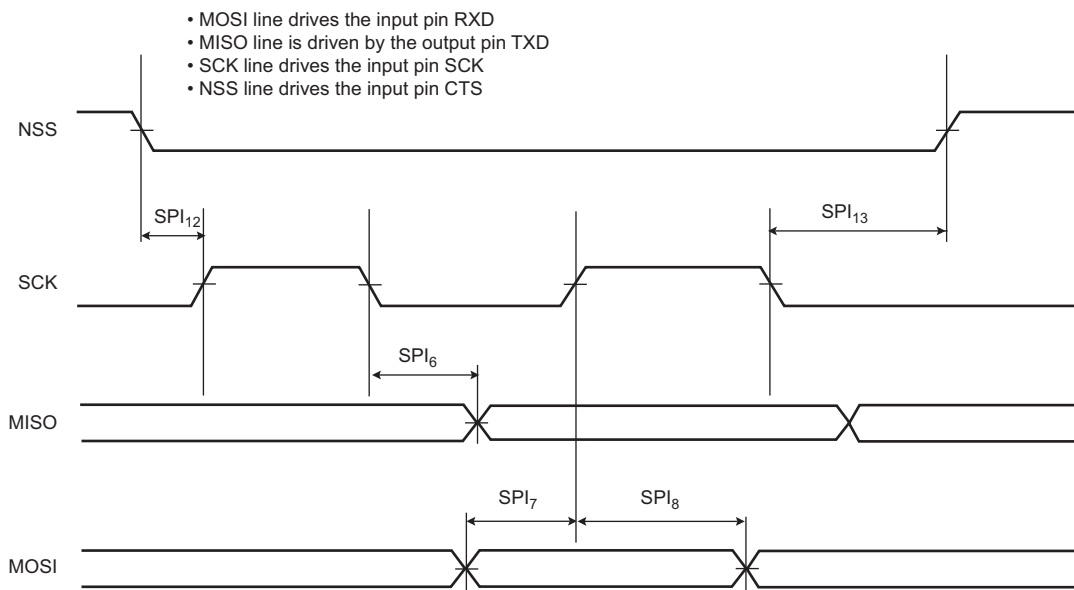 • MOSI line drives the input pin RXD
• MISO line is driven by the output pin TXD
• SCK line drives the input pin SCK
• NSS line drives the input pin CTS
NSS
SPI₁₂
SPI₁₃
SCK
SPI₆
MISO
SPI₇
SPI₈
MOSI